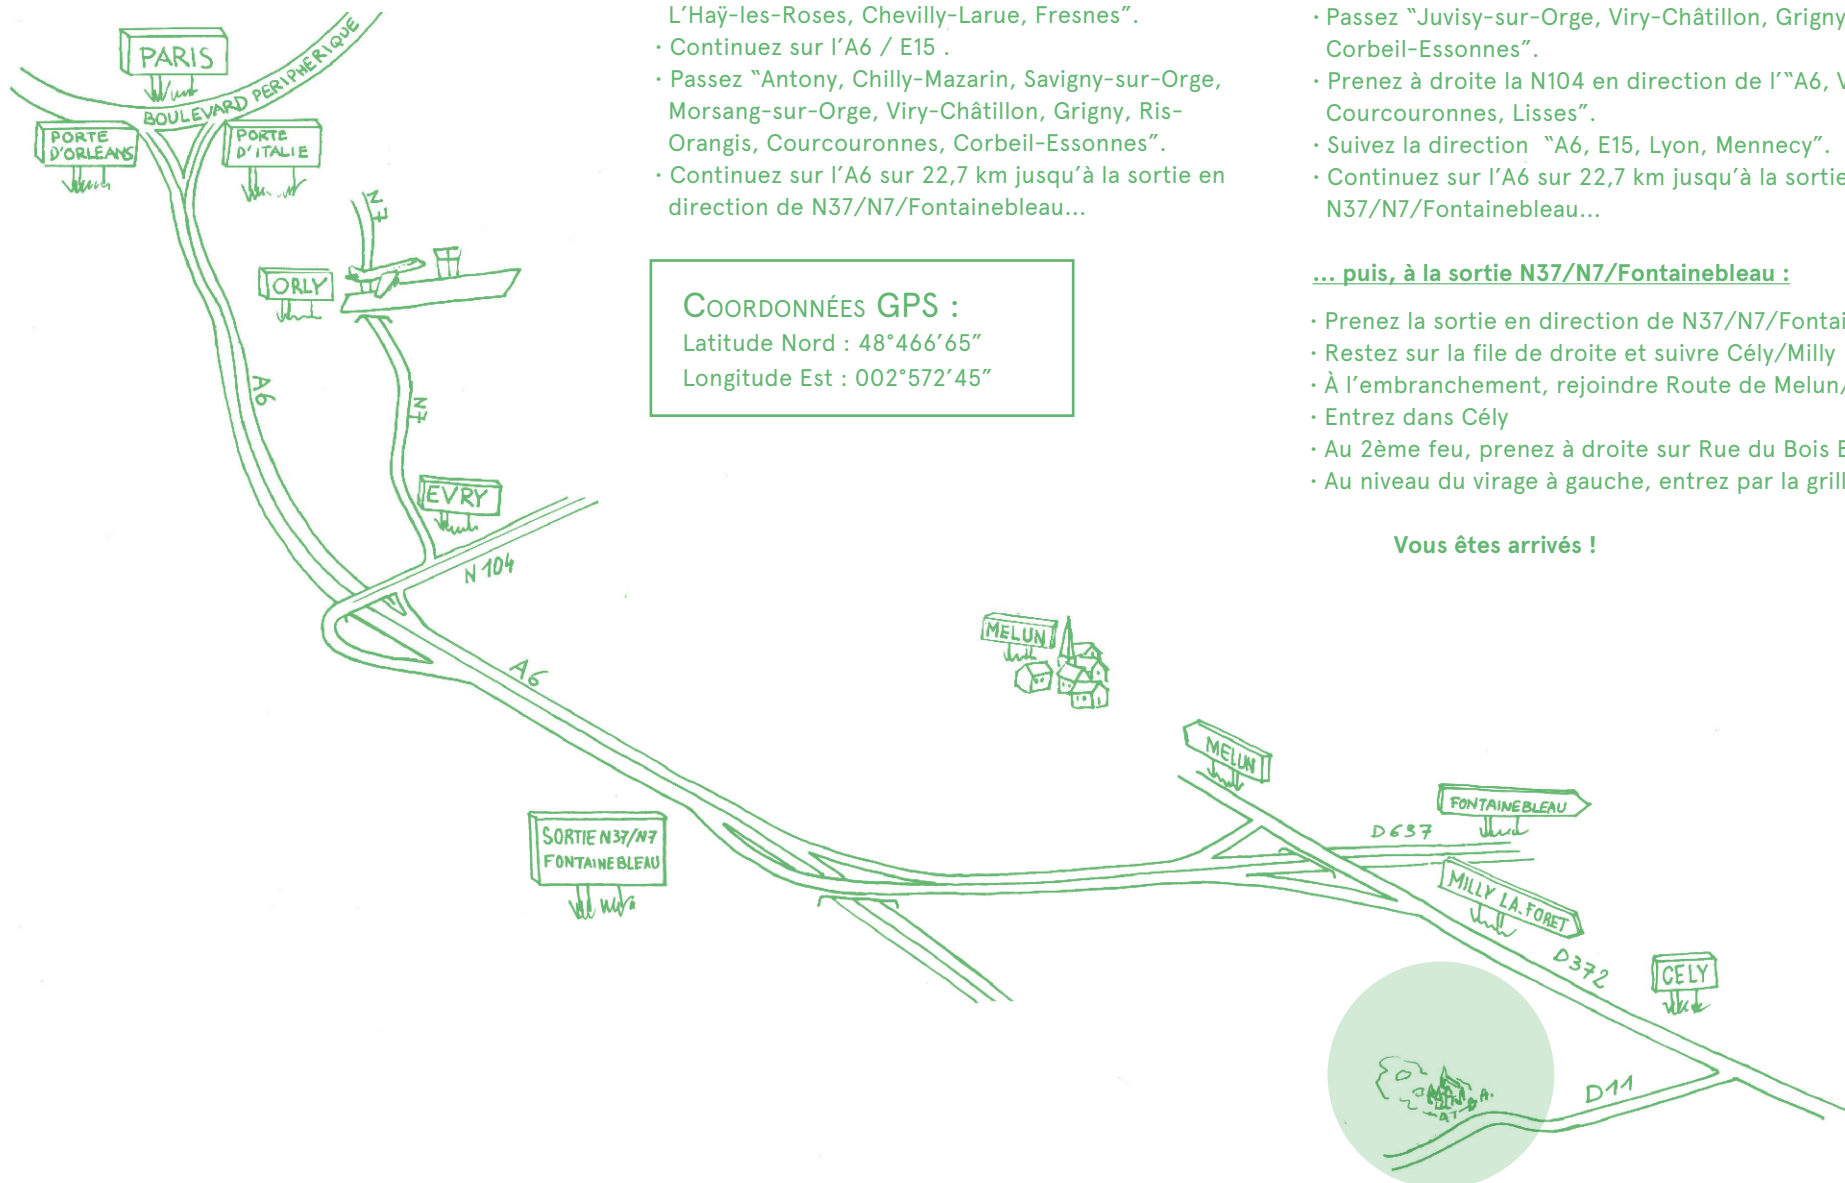 L’Haÿ-les-Roses, Chevilly-Larue, Fresnes”.
· Continuez sur l’A6 / E15 .
· Passez “Antony, Chilly-Mazarin, Savigny-sur-Orge,
Morsang-sur-Orge, Viry-Châtillon, Grigny, Ris-
Orangis, Courcouronnes, Corbeil-Essonnes”.
· Continuez sur l’A6 sur 22,7 km jusqu’à la sortie en
direction de N37/N7/Fontainebleau...
COORDONNÉES GPS :
Latitude Nord : 48°466’65”
Longitude Est : 002°572’45”
· Passez “Juvisy-sur-Orge, Viry-Châtillon, Grigny
Corbeil-Essonnes”.
· Prenez à droite la N104 en direction de l’“A6, V
Courcouronnes, Lisses”.
· Suivez la direction “A6, E15, Lyon, Mennecy”.
· Continuez sur l’A6 sur 22,7 km jusqu’à la sortie
N37/N7/Fontainebleau...
... puis, à la sortie N37/N7/Fontainebleau :
· Prenez la sortie en direction de N37/N7/Fontai
· Restez sur la file de droite et suivre Cély/Milly
· À l’embranchement, rejoindre Route de Melun/
· Entrez dans Cély
· Au 2ème feu, prenez à droite sur Rue du Bois B
· Au niveau du virage à gauche, entrez par la grill
Vous êtes arrivés !
PARIS
BOULEVARD PERIPHERIQUE
PORTE
D'ORLEANS
PORTE
D'ITALIE
N7
ORLY
A6
N7
EVRY
N 104
A6
MELUN
SORTIE N37/N7
FONTAINEBLEAU
MELUN
FONTAINEBLEAU
D637
MILLY LA-FORET
D372
CELY
D11